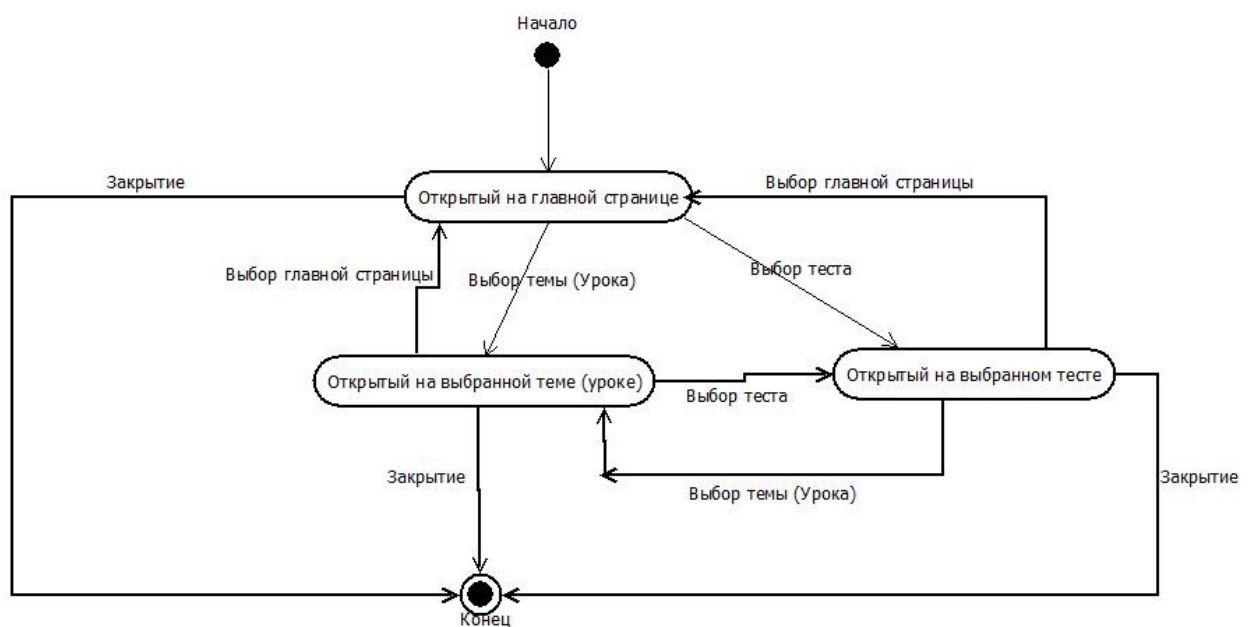 Начало
Закрытие
Выбор главной страницы
Открытый на главной странице
Выбор главной страницы
Выбор темы (Урока)
Выбор теста
Открытый на выбранной теме (уроке)
Открытый на выбранном тесте
Выбор теста
Закрытие
Закрытие
Выбор темы (Урока)
Конец